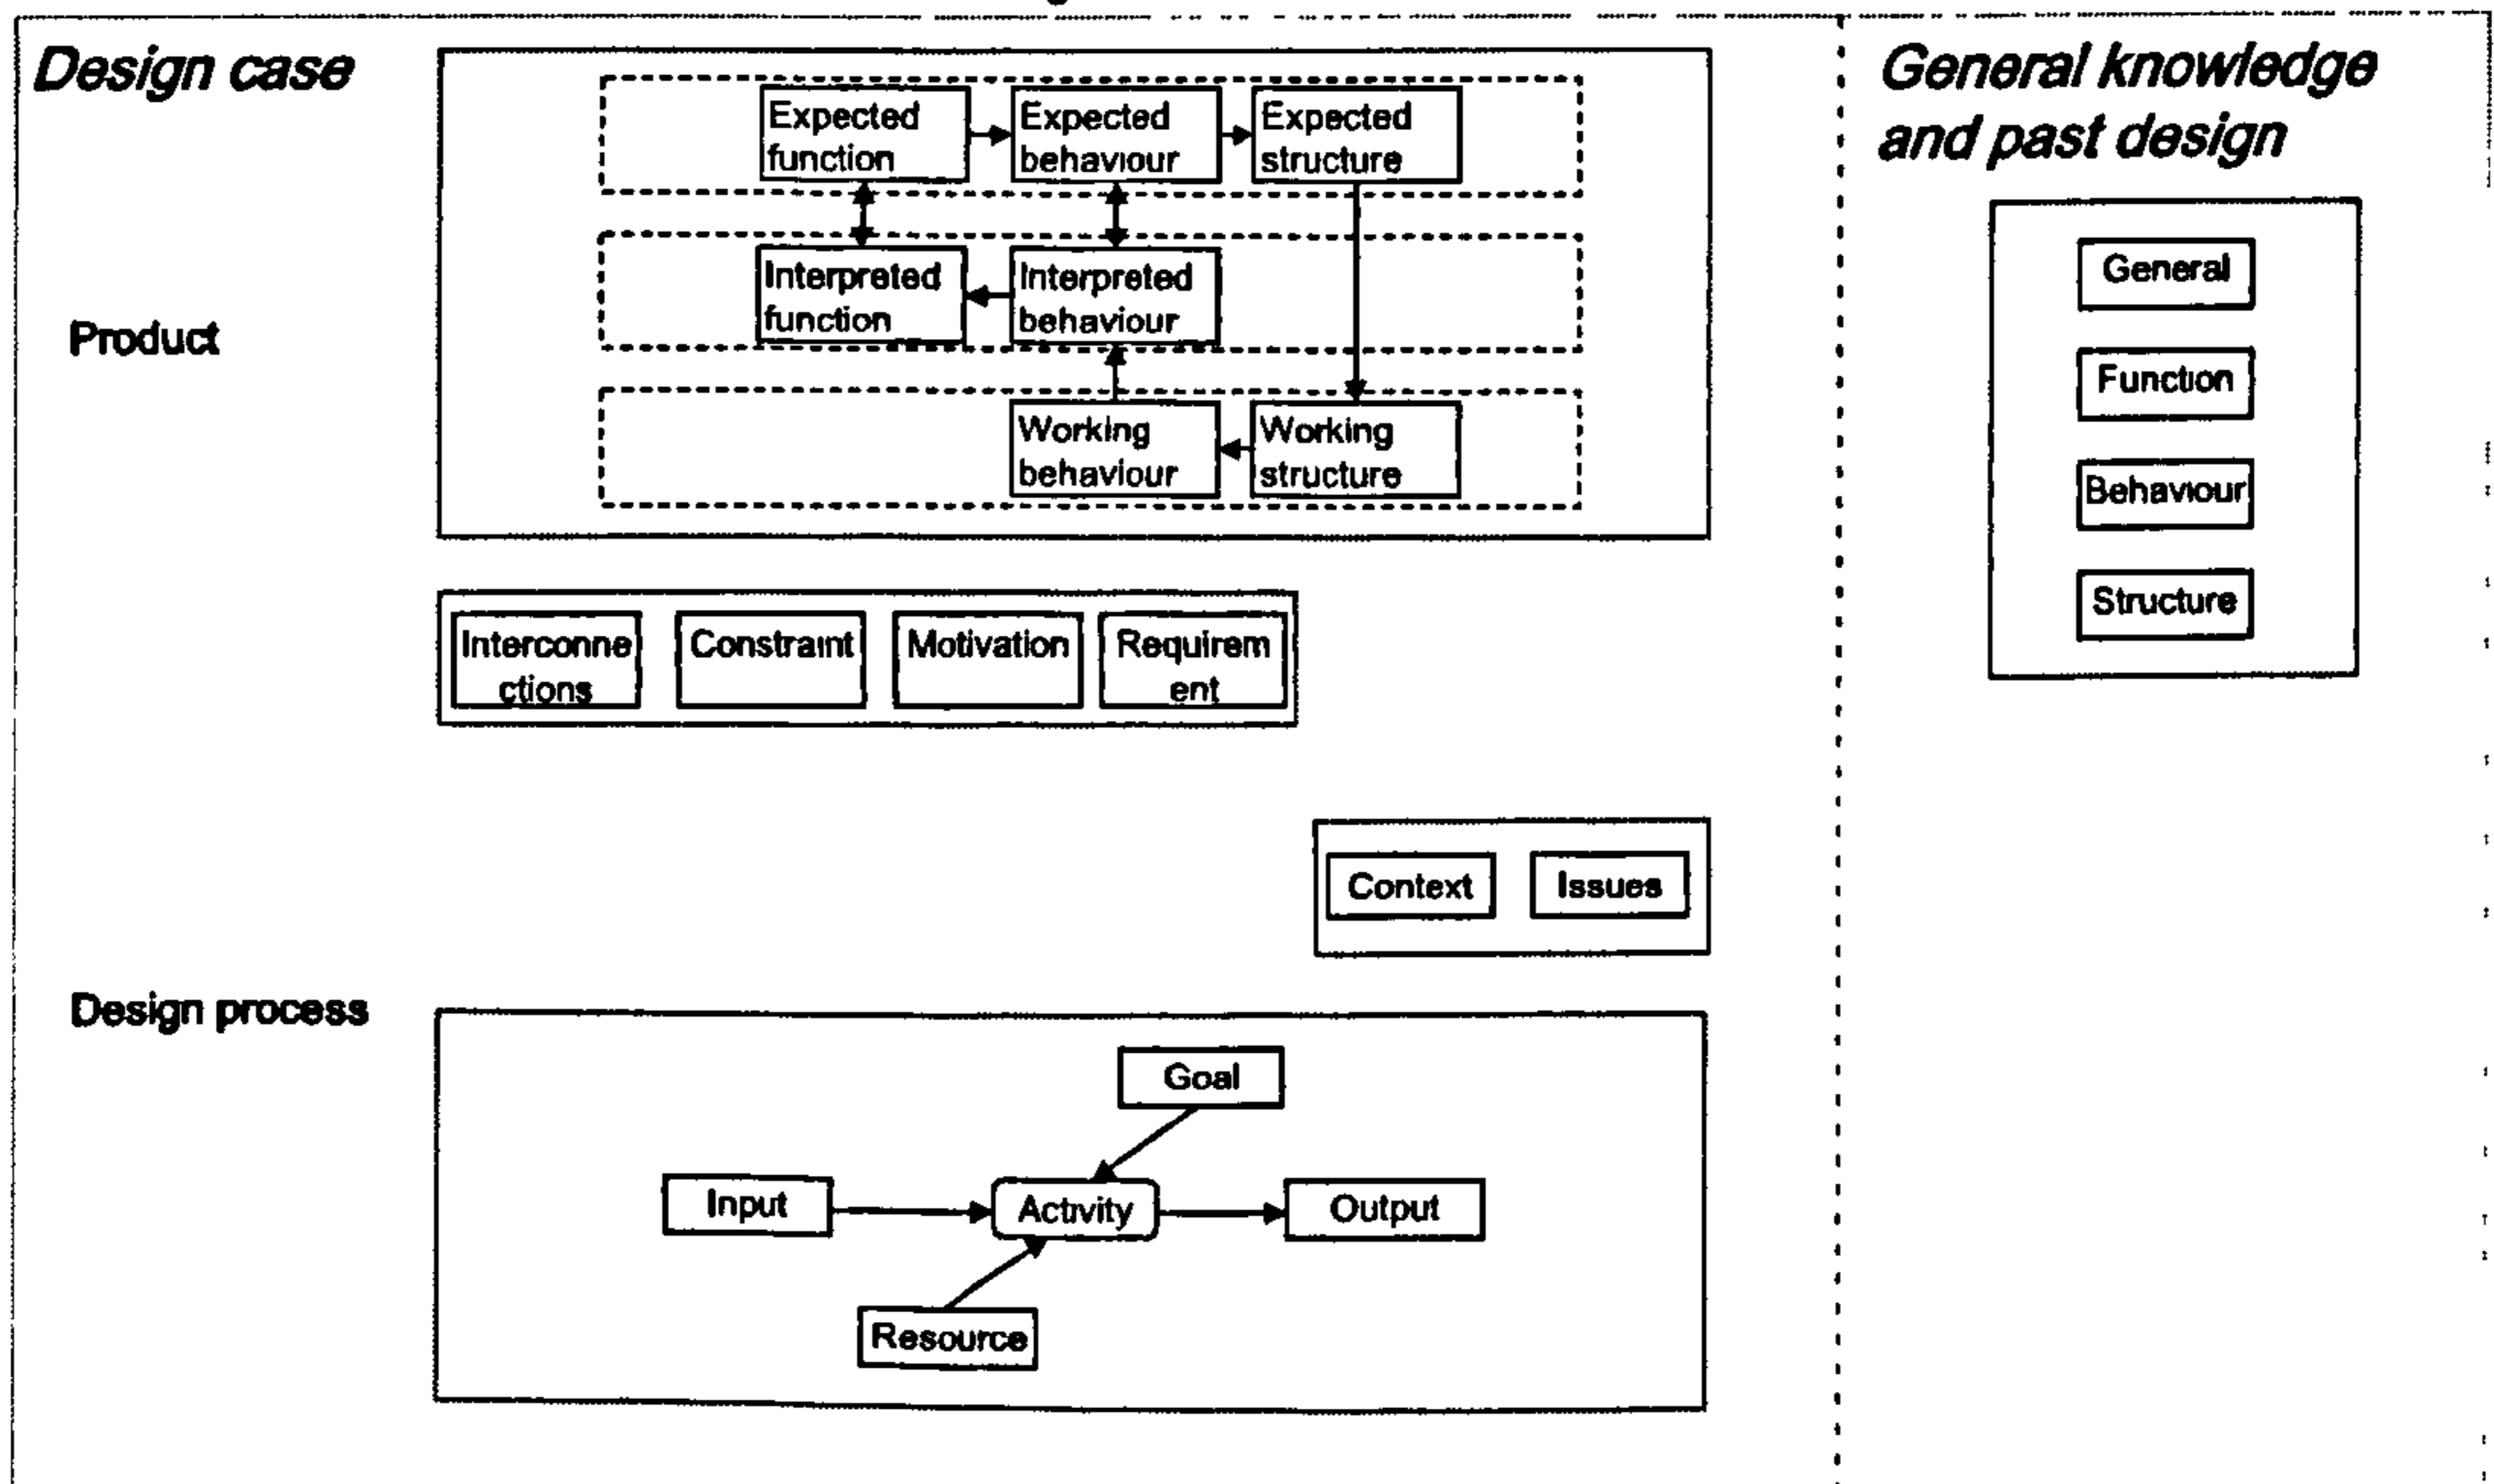 Design case
General knowledge
and past design
Expected
function
Expected
behaviour
Expected
structure
Interpreted
function
Interpreted
behaviour
Product
Working
behaviour
Working
structure
General
Function
Behaviour
Structure
Interconne
ctions
Constraint
Motivation
Requirem
ent
Context
Issues
Design process
Goal
Input
Activity
Output
Resource